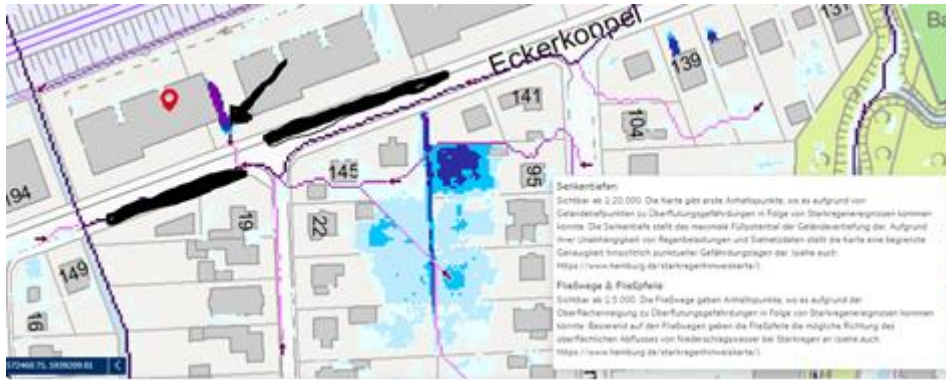 Eckerkoppel
137
139
141
104
145
95
194
19
22
149
16
Senkentiefen:
Sichtbar ab 1:20.000. Die Karte gibt erste Anhaltspunkte, wo es aufgrund von
Geländetiefpunkten zu Überflutungsgefährdungen in Folge von Starkregenereignissen kommen
könnte. Die Senkentiefe stellt das maximale Füllpotential der Geländevertiefung dar. Aufgrund
ihrer Unabhängigkeit von Regenbelastungen und Sielnetzdaten stellt die Karte eine begrenzte
Genauigkeit hinsichtlich punktueller Gefährdungslagen dar (siehe auch:
https://www.hamburg.de/starkregenhinweiskarte/).
Fließwege & Fließpfeile:
Sichtbar ab 1:5.000. Die Fließwege geben Anhaltspunkte, wo es aufgrund der
Oberflächenneigung zu Überflutungsgefährdungen in Folge von Starkregenereignissen kommen
könnte. Basierend auf den Fließwegen geben die Fließpfeile die mögliche Richtung des
oberflächlichen Abflusses von Niederschlagswasser bei Starkregen an (siehe auch:
https://www.hamburg.de/starkregenhinweiskarte/).